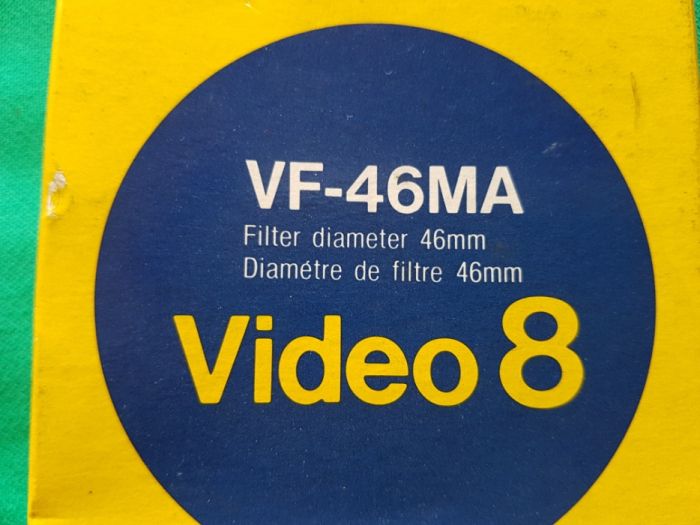 VF-46MA
Filter diameter 46mm
Diamétre de filtre 46mm
Video 8